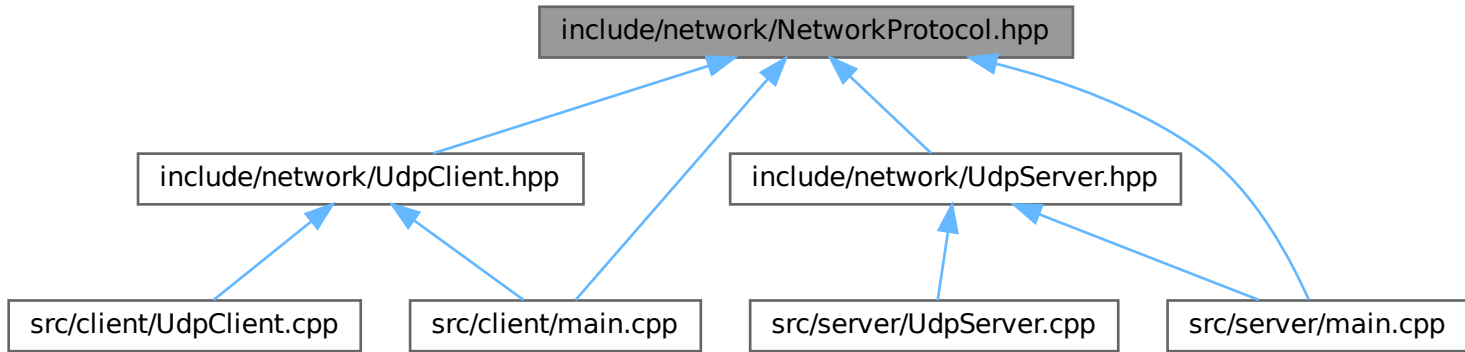 include/network/NetworkProtocol.hpp
include/network/UdpClient.hpp
include/network/UdpServer.hpp
src/client/UdpClient.cpp
src/client/main.cpp
src/server/UdpServer.cpp
src/server/main.cpp